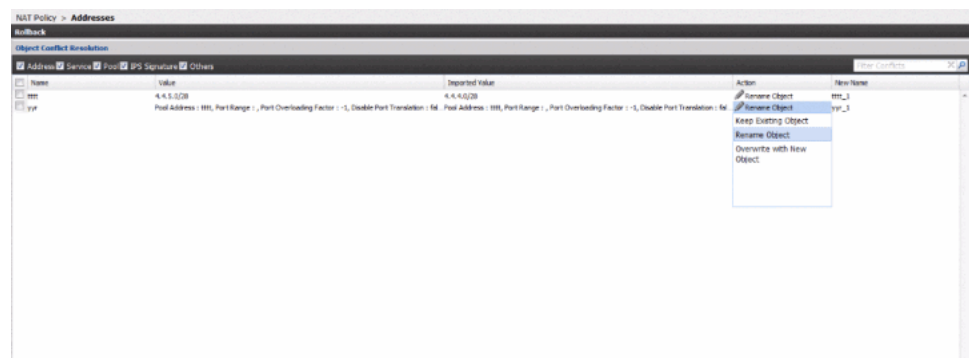 NAT Policy > Addresses
Rollback
Object Conflict Resolution
Address Service Pool IPS Signature Others Filter Conflicts
Name Value Imported Value Action New Name
tttt 4.4.5.0/28 4.4.4.0/28 Rename Object tttt_1
yyr Pool Address : tttt, Port Range : , Port Overloading Factor : -1, Disable Port Translation : fal Pool Address : tttt, Port Range : , Port Overloading Factor : -1, Disable Port Translation : fal Rename Object yyr_1
Keep Existing Object
Rename Object
Overwrite with New
Object